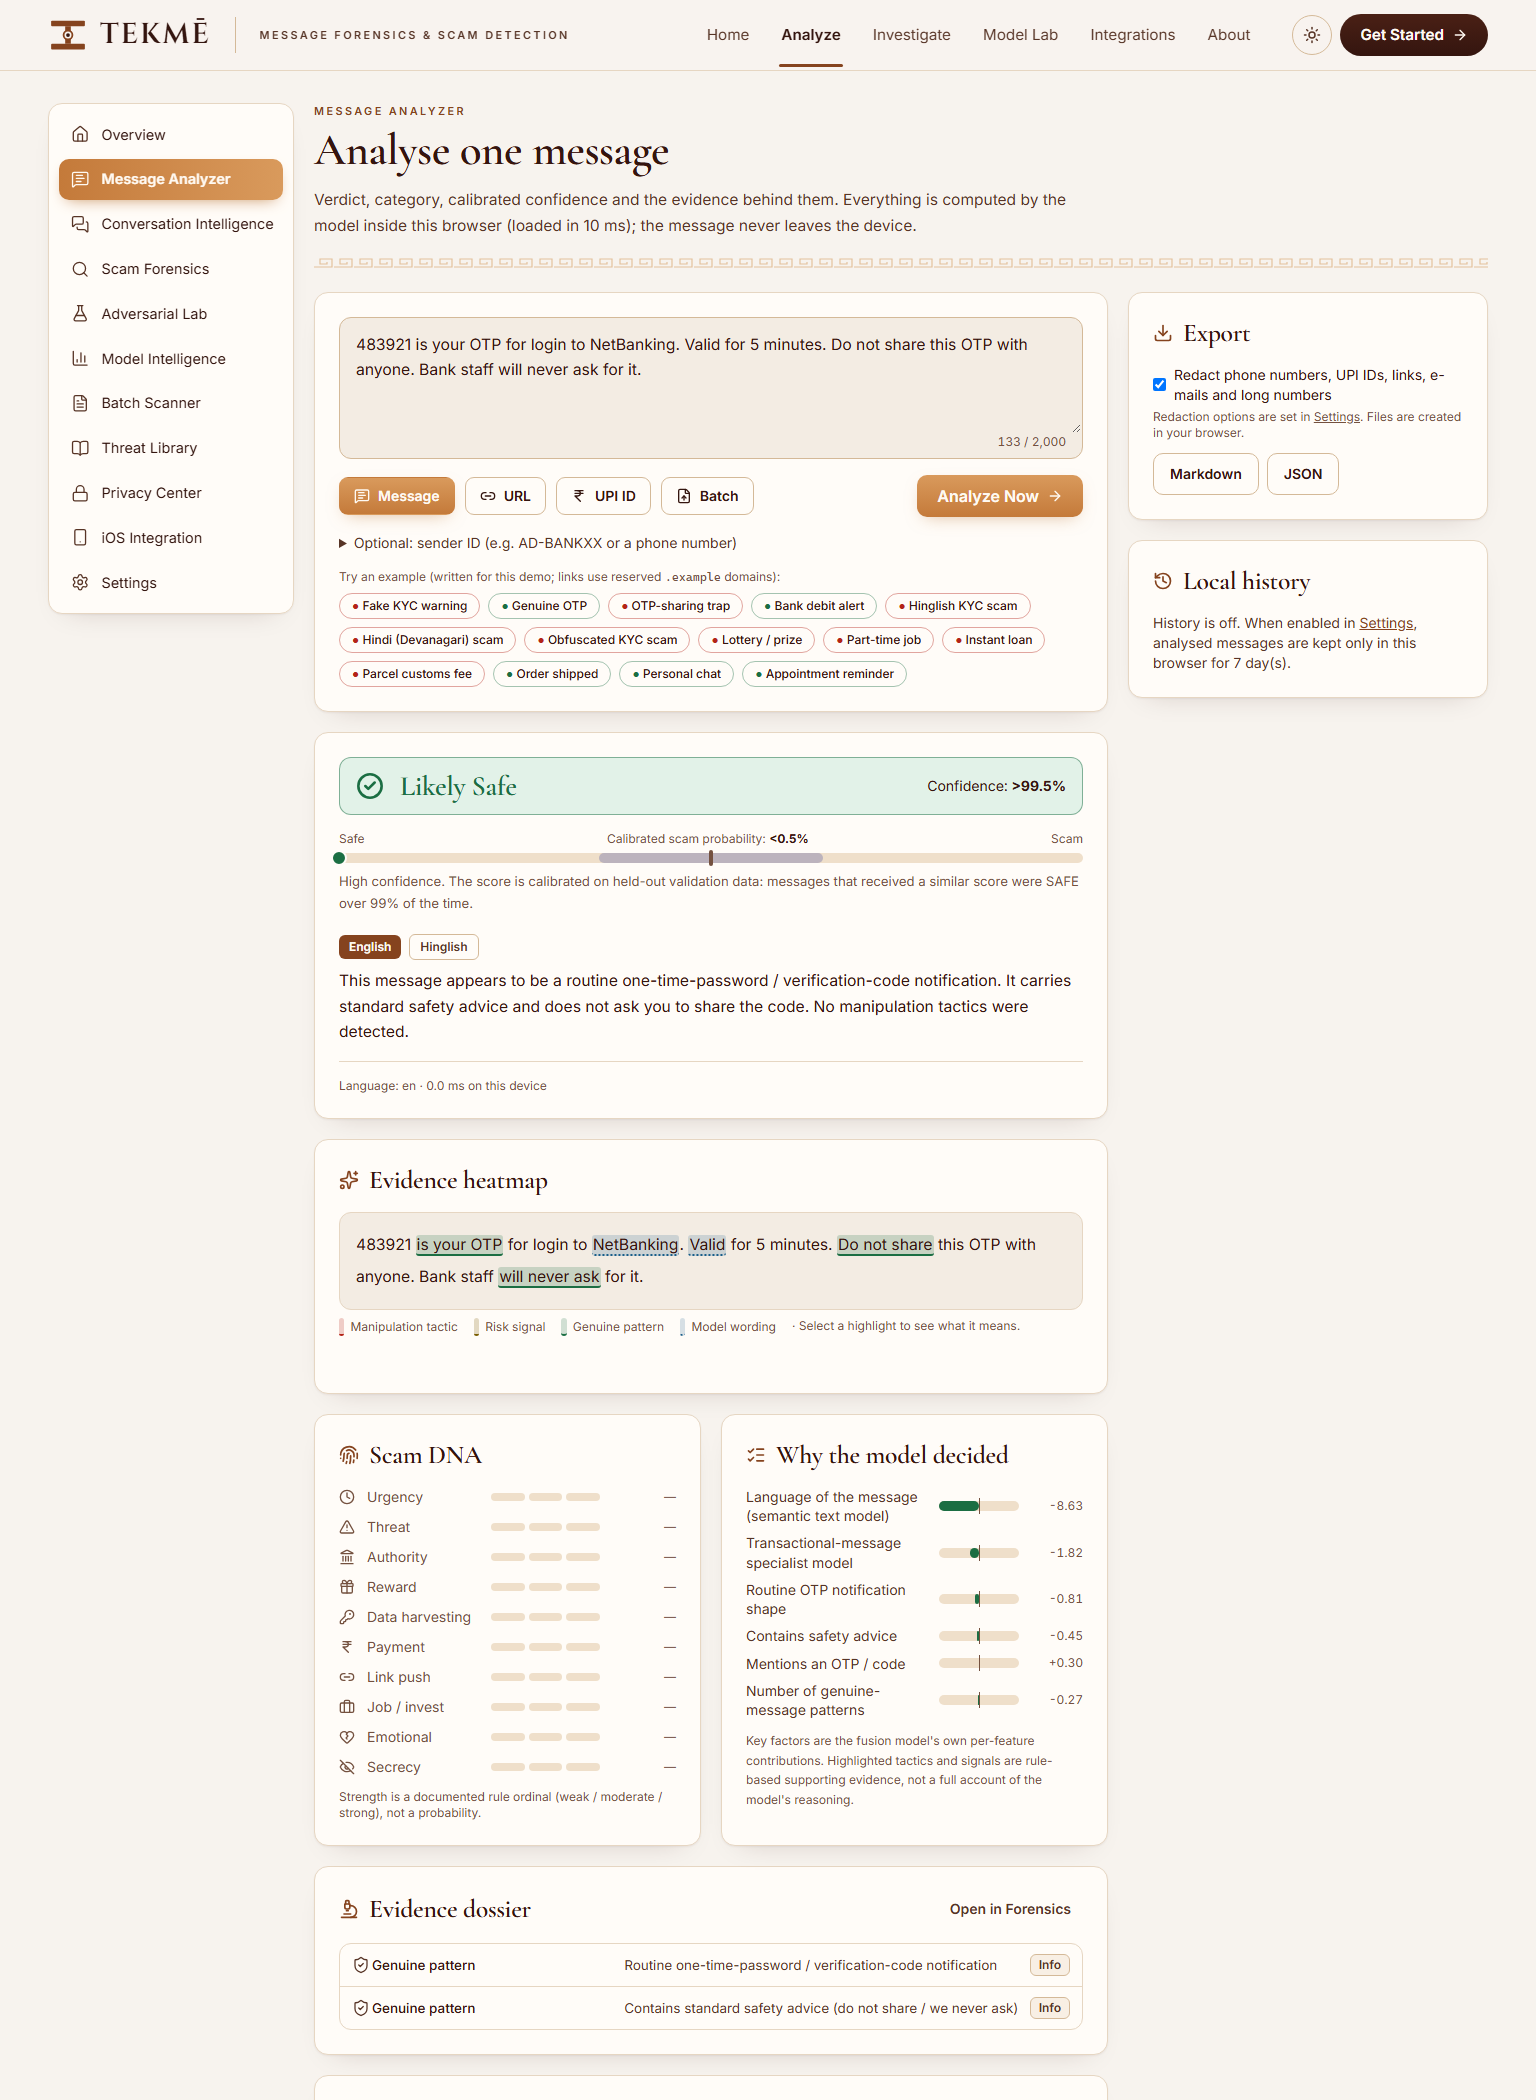 TEKMĒ
MESSAGE FORENSICS & SCAM DETECTION
Home
Analyze
Investigate
Model Lab
Integrations
About
Get Started
Overview
Message Analyzer
Conversation Intelligence
Scam Forensics
Adversarial Lab
Model Intelligence
Batch Scanner
Threat Library
Privacy Center
iOS Integration
Settings
MESSAGE ANALYZER
Analyse one message
Verdict, category, calibrated confidence and the evidence behind them. Everything is computed by the
model inside this browser (loaded in 10 ms); the message never leaves the device.
483921 is your OTP for login to NetBanking. Valid for 5 minutes. Do not share this OTP with
anyone. Bank staff will never ask for it.
133 / 2,000
Message
URL
UPI ID
Batch
Analyze Now
Optional: sender ID (e.g. AD-BANKXX or a phone number)
Try an example (written for this demo; links use reserved .example domains):
Fake KYC warning
Genuine OTP
OTP-sharing trap
Bank debit alert
Hinglish KYC scam
Hindi (Devanagari) scam
Obfuscated KYC scam
Lottery / prize
Part-time job
Instant loan
Parcel customs fee
Order shipped
Personal chat
Appointment reminder
Export
Redact phone numbers, UPI IDs, links, e-
mails and long numbers
Redaction options are set in Settings. Files are created
in your browser.
Markdown
JSON
Local history
History is off. When enabled in Settings,
analysed messages are kept only in this
browser for 7 day(s).
Likely Safe
Confidence: >99.5%
Safe
Calibrated scam probability: <0.5%
Scam
High confidence. The score is calibrated on held-out validation data: messages that received a similar score were SAFE
over 99% of the time.
English
Hinglish
This message appears to be a routine one-time-password / verification-code notification. It carries
standard safety advice and does not ask you to share the code. No manipulation tactics were
detected.
Language: en · 0.0 ms on this device
Evidence heatmap
483921 is your OTP for login to NetBanking. Valid for 5 minutes. Do not share this OTP with
anyone. Bank staff will never ask for it.
Manipulation tactic
Risk signal
Genuine pattern
Model wording
· Select a highlight to see what it means.
Scam DNA
Urgency —
Threat —
Authority —
Reward —
Data harvesting —
Payment —
Link push —
Job / invest —
Emotional —
Secrecy —
Strength is a documented rule ordinal (weak / moderate /
strong), not a probability.
Why the model decided
Language of the message
(semantic text model)
-8.63
Transactional-message
specialist model
-1.82
Routine OTP notification
shape
-0.81
Contains safety advice
-0.45
Mentions an OTP / code
+0.30
Number of genuine-
message patterns
-0.27
Key factors are the fusion model's own per-feature
contributions. Highlighted tactics and signals are rule-
based supporting evidence, not a full account of the
model's reasoning.
Evidence dossier
Open in Forensics
Genuine pattern
Routine one-time-password / verification-code notification
Info
Genuine pattern
Contains standard safety advice (do not share / we never ask)
Info